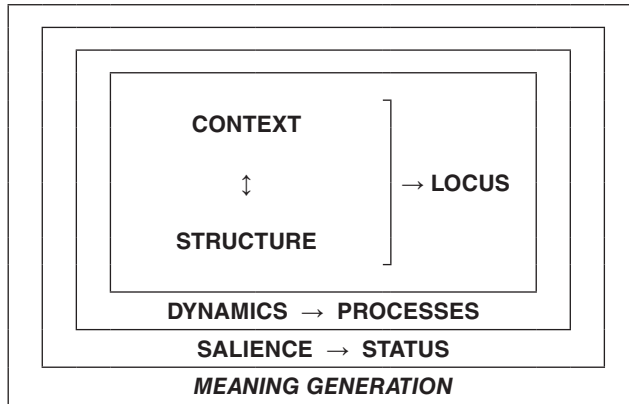 CONTEXT
↕
→ LOCUS
STRUCTURE
DYNAMICS → PROCESSES
SALIENCE → STATUS
MEANING GENERATION